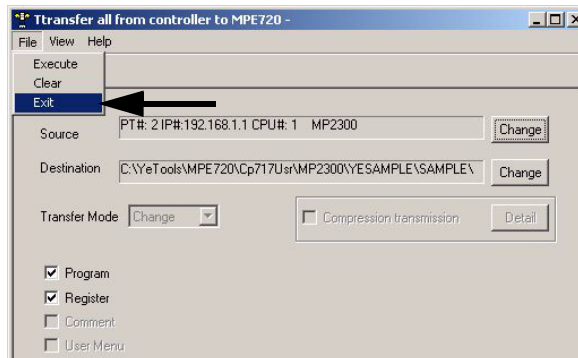 Ttransfer all from controller to MPE720 -
File View Help
Execute
Clear
Exit
Source PT#: 2 IP#:192.168.1.1 CPU#: 1 MP2300 Change
Destination C:\YeTools\MPE720\Cp717Usr\MP2300\YESAMPLE\SAMPLE\ Change
Transfer Mode Change Compression transmission Detail
Program
Register
Comment
User Menu